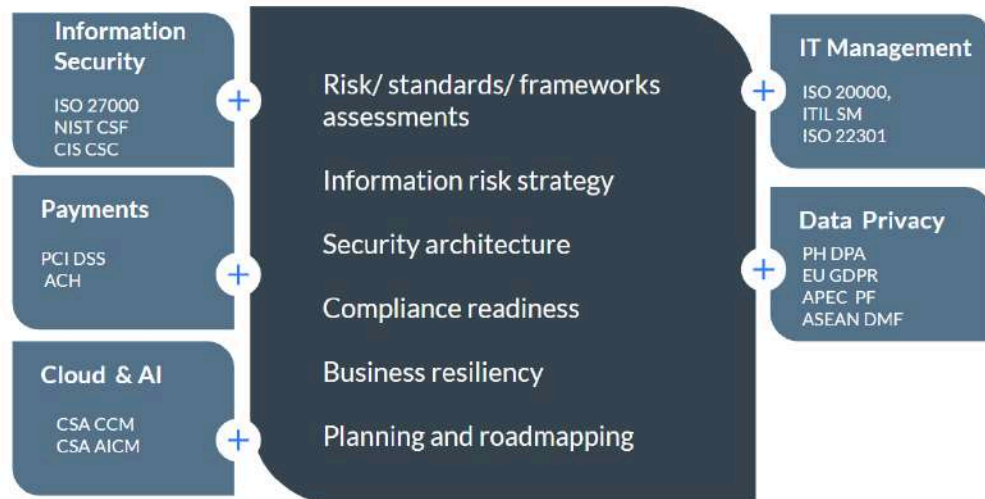 Information
Security
ISO 27000
NIST CSF
CIS CSC
Payments
PCI DSS
ACH
Cloud & AI
CSA CCM
CSA AICM
Risk/ standards/ frameworks
assessments
Information risk strategy
Security architecture
Compliance readiness
Business resiliency
Planning and roadmapping
IT Management
ISO 20000,
ITIL SM
ISO 22301
Data Privacy
PH DPA
EU GDPR
APEC PF
ASEAN DMF